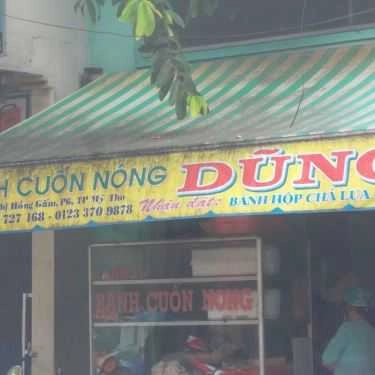 H CUỐN NÓNG DŨNG
Thị Hồng Gấm, P6, TP Mỹ Tho
727 168 - 0123 370 9878
Nhận đặt:
BÁNH HỘP CHẢ LỤA
BÁNH CUỐN NÓNG